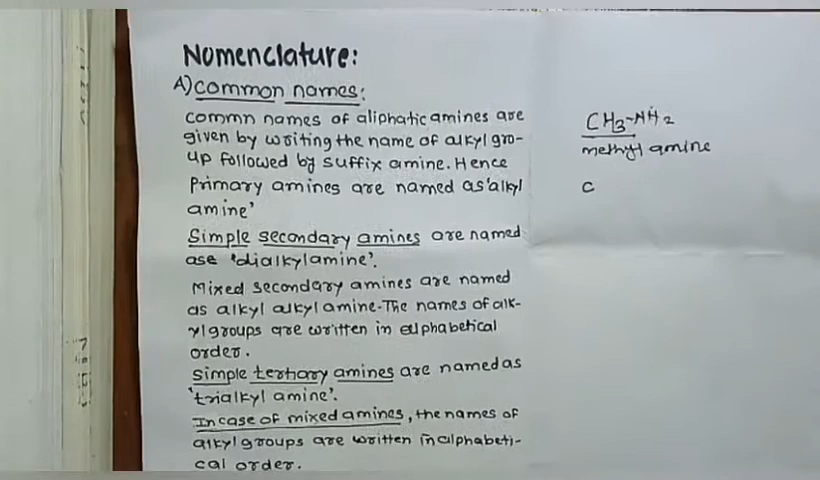 Nomenclature:
A) common names:
commn names of aliphatic amines are
given by writing the name of alkyl gro-
up followed by suffix amine. Hence
Primary amines are named as 'alkyl
amine'
Simple secondary amines are named
ase 'dialkylamine'.
Mixed secondary amines are named
as alkyl alkyl amine. The names of alk-
yl groups are written in alphabetical
order.
Simple tertiary amines are named as
'trialkyl amine'.
In case of mixed amines, the names of
alkyl groups are written in alphabeti-
cal order.
CH3-NH2
methyl amine
C